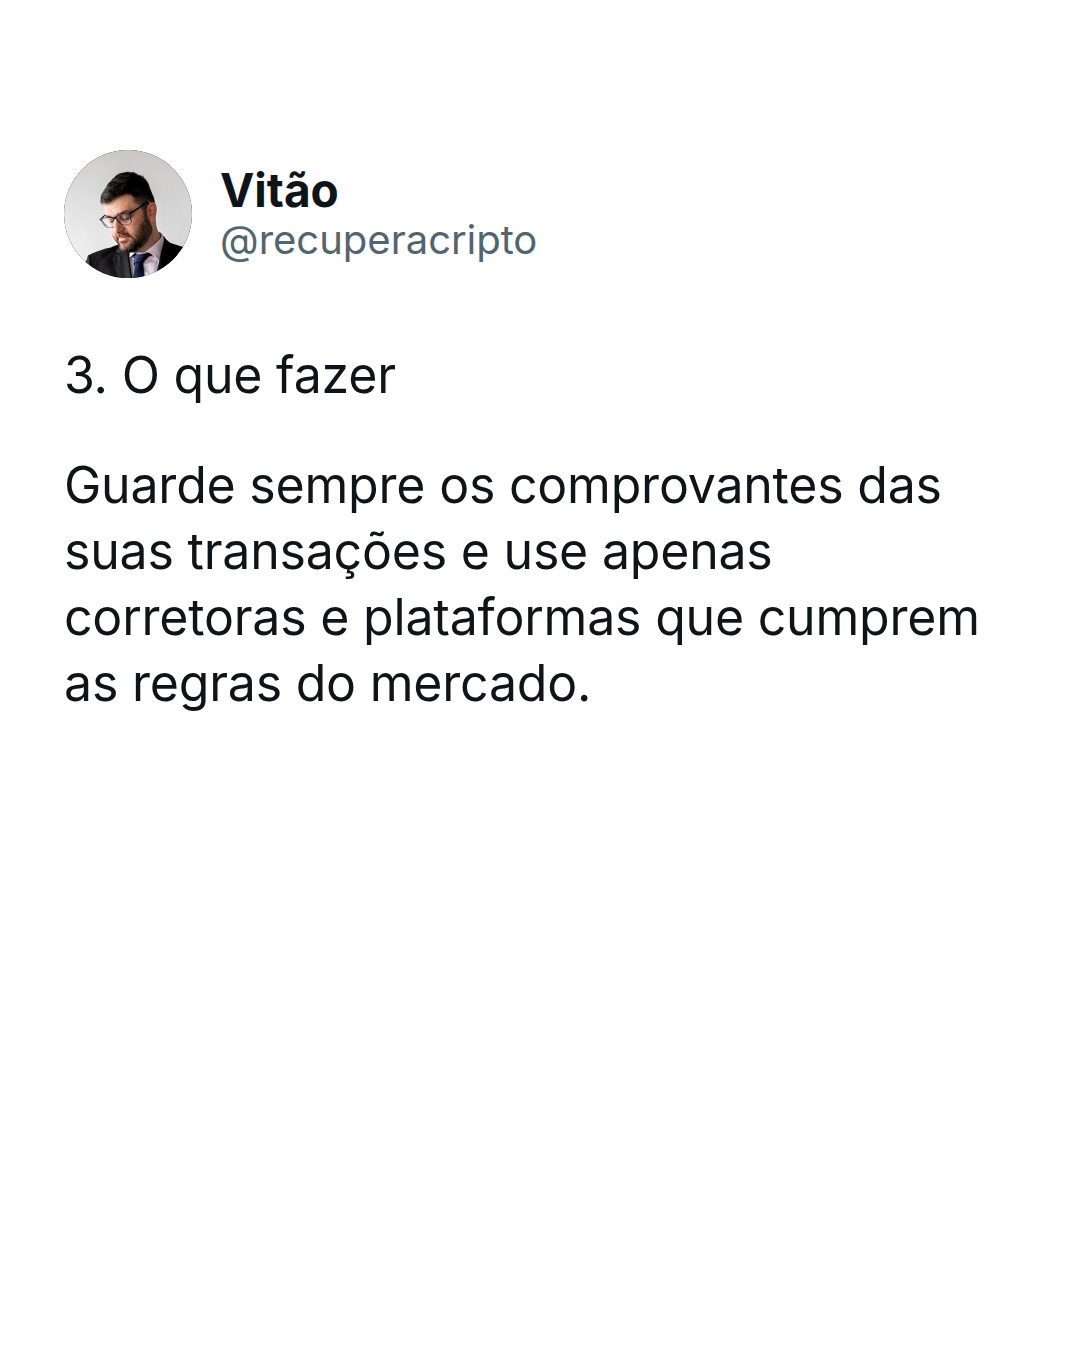 Vitão
@recuperacripto
3. O que fazer
Guarde sempre os comprovantes das
suas transações e use apenas
corretoras e plataformas que cumprem
as regras do mercado.